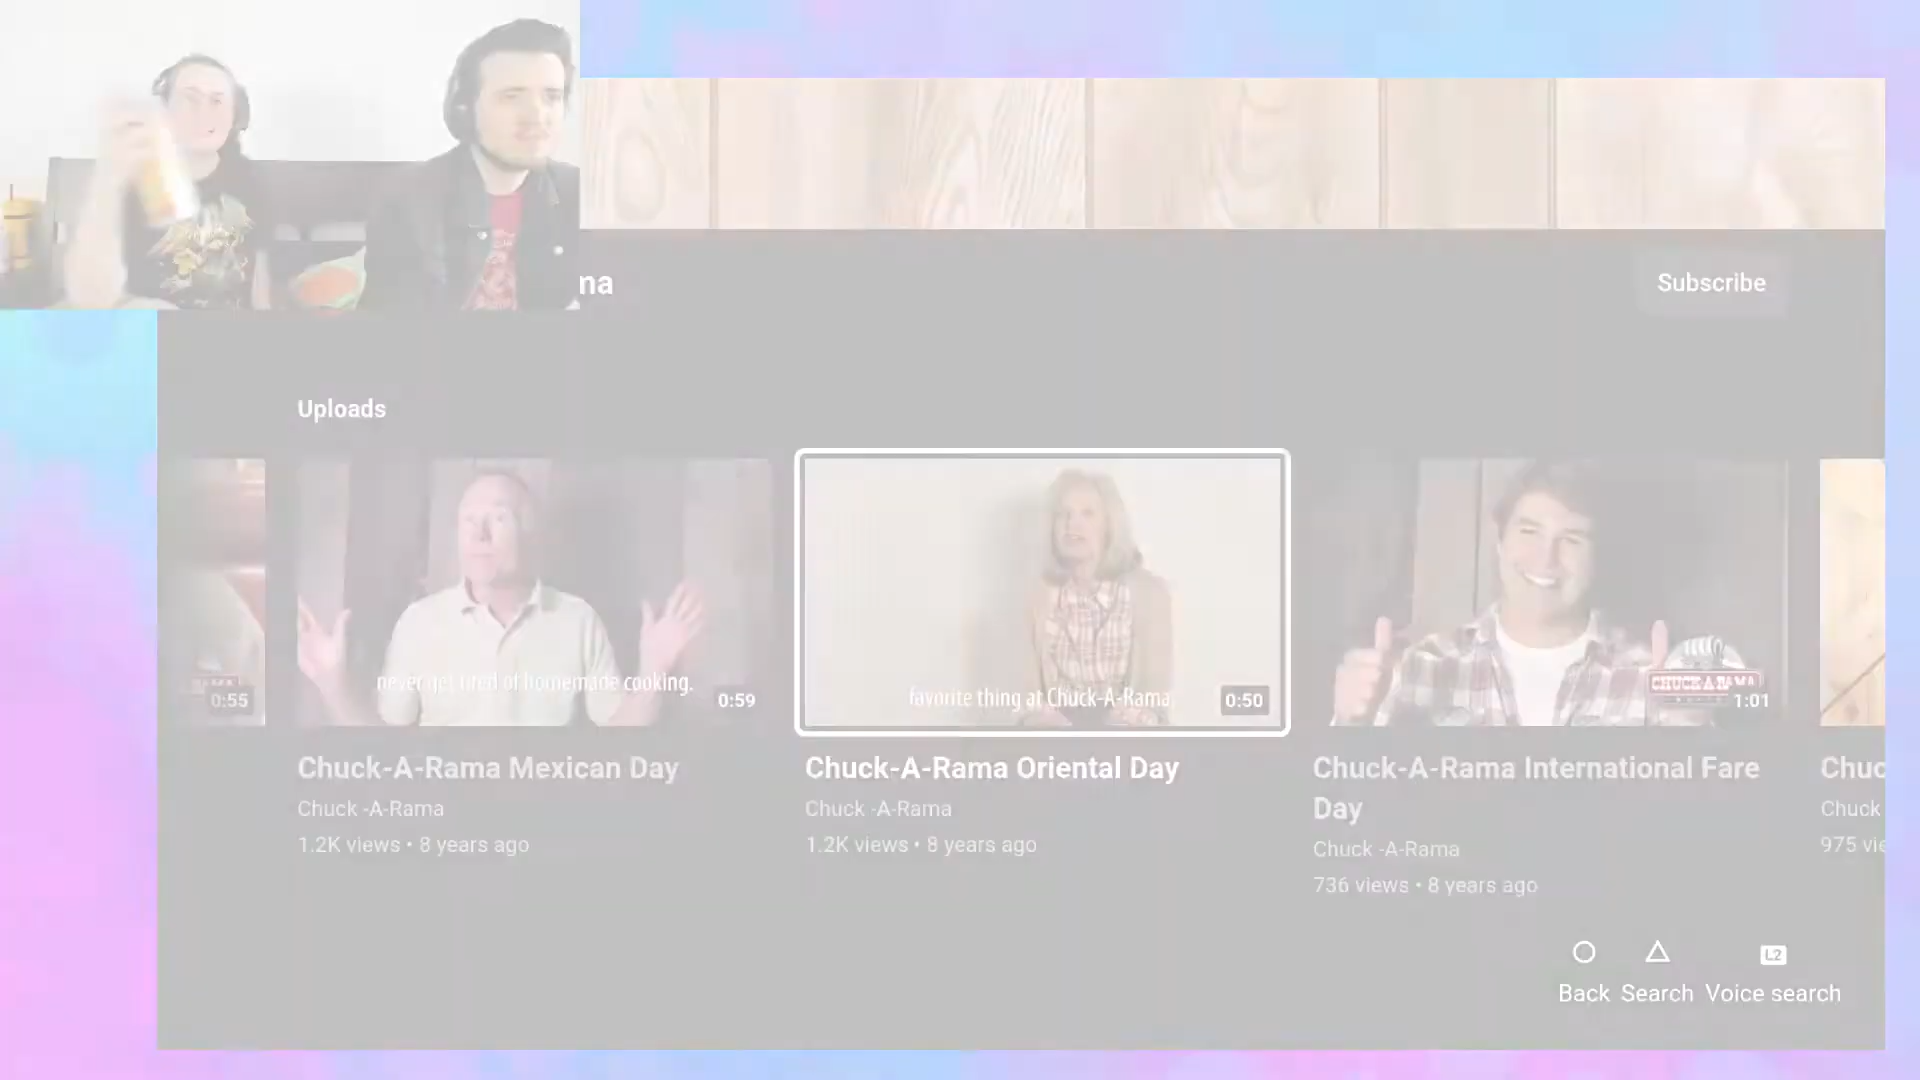 na
Subscribe
Uploads
0:55
never get tired of homemade cooking.
0:59
favorite thing at Chuck-A-Rama
0:50
CHUCK-A-RAMA
1:01
Chuck-A-Rama Mexican Day
Chuck -A-Rama
1.2K views • 8 years ago
Chuck-A-Rama Oriental Day
Chuck -A-Rama
1.2K views • 8 years ago
Chuck-A-Rama International Fare
Day
Chuck -A-Rama
736 views • 8 years ago
Chuc
Chuck
975 vie
L2
Back Search Voice search